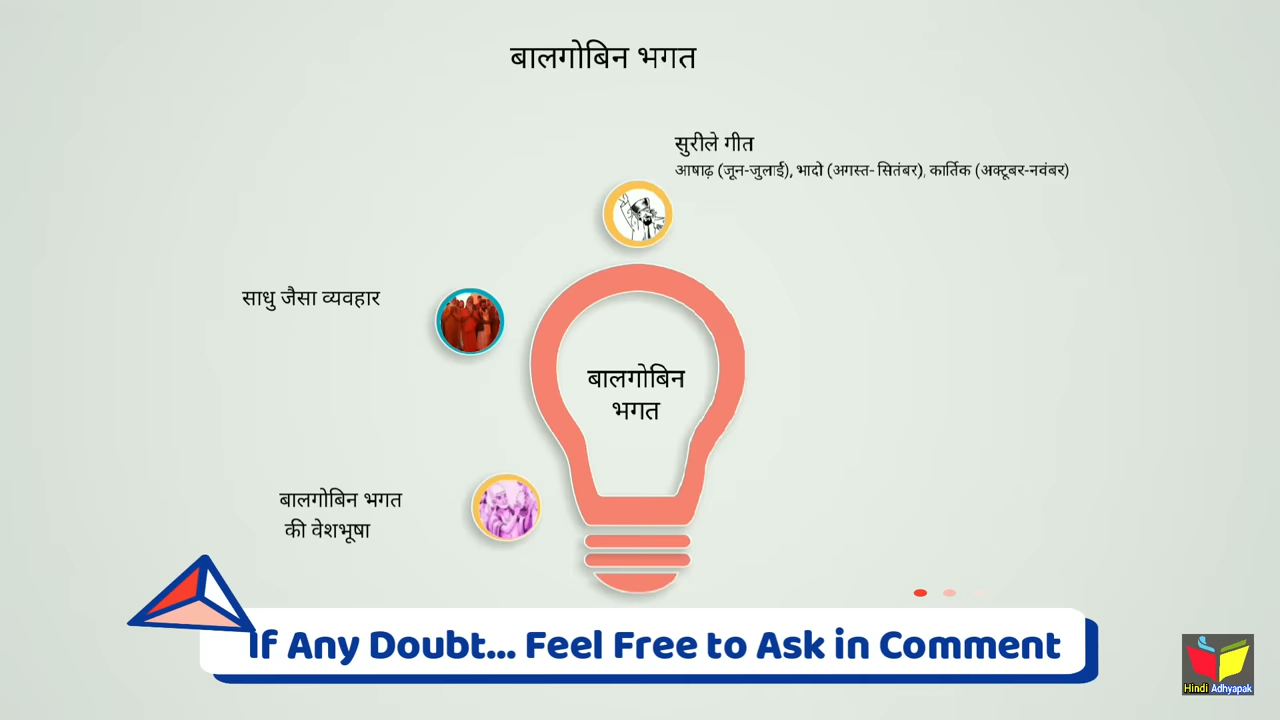 बालगोबिन भगत
सुरीले गीत
आषाढ़ (जून-जुलाई), भादो (अगस्त- सितंबर), कार्तिक (अक्टूबर-नवंबर)
साधु जैसा व्यवहार
बालगोबिन
भगत
बालगोबिन भगत
की वेशभूषा
If Any Doubt... Feel Free to Ask in Comment
Hindi Adhyapak